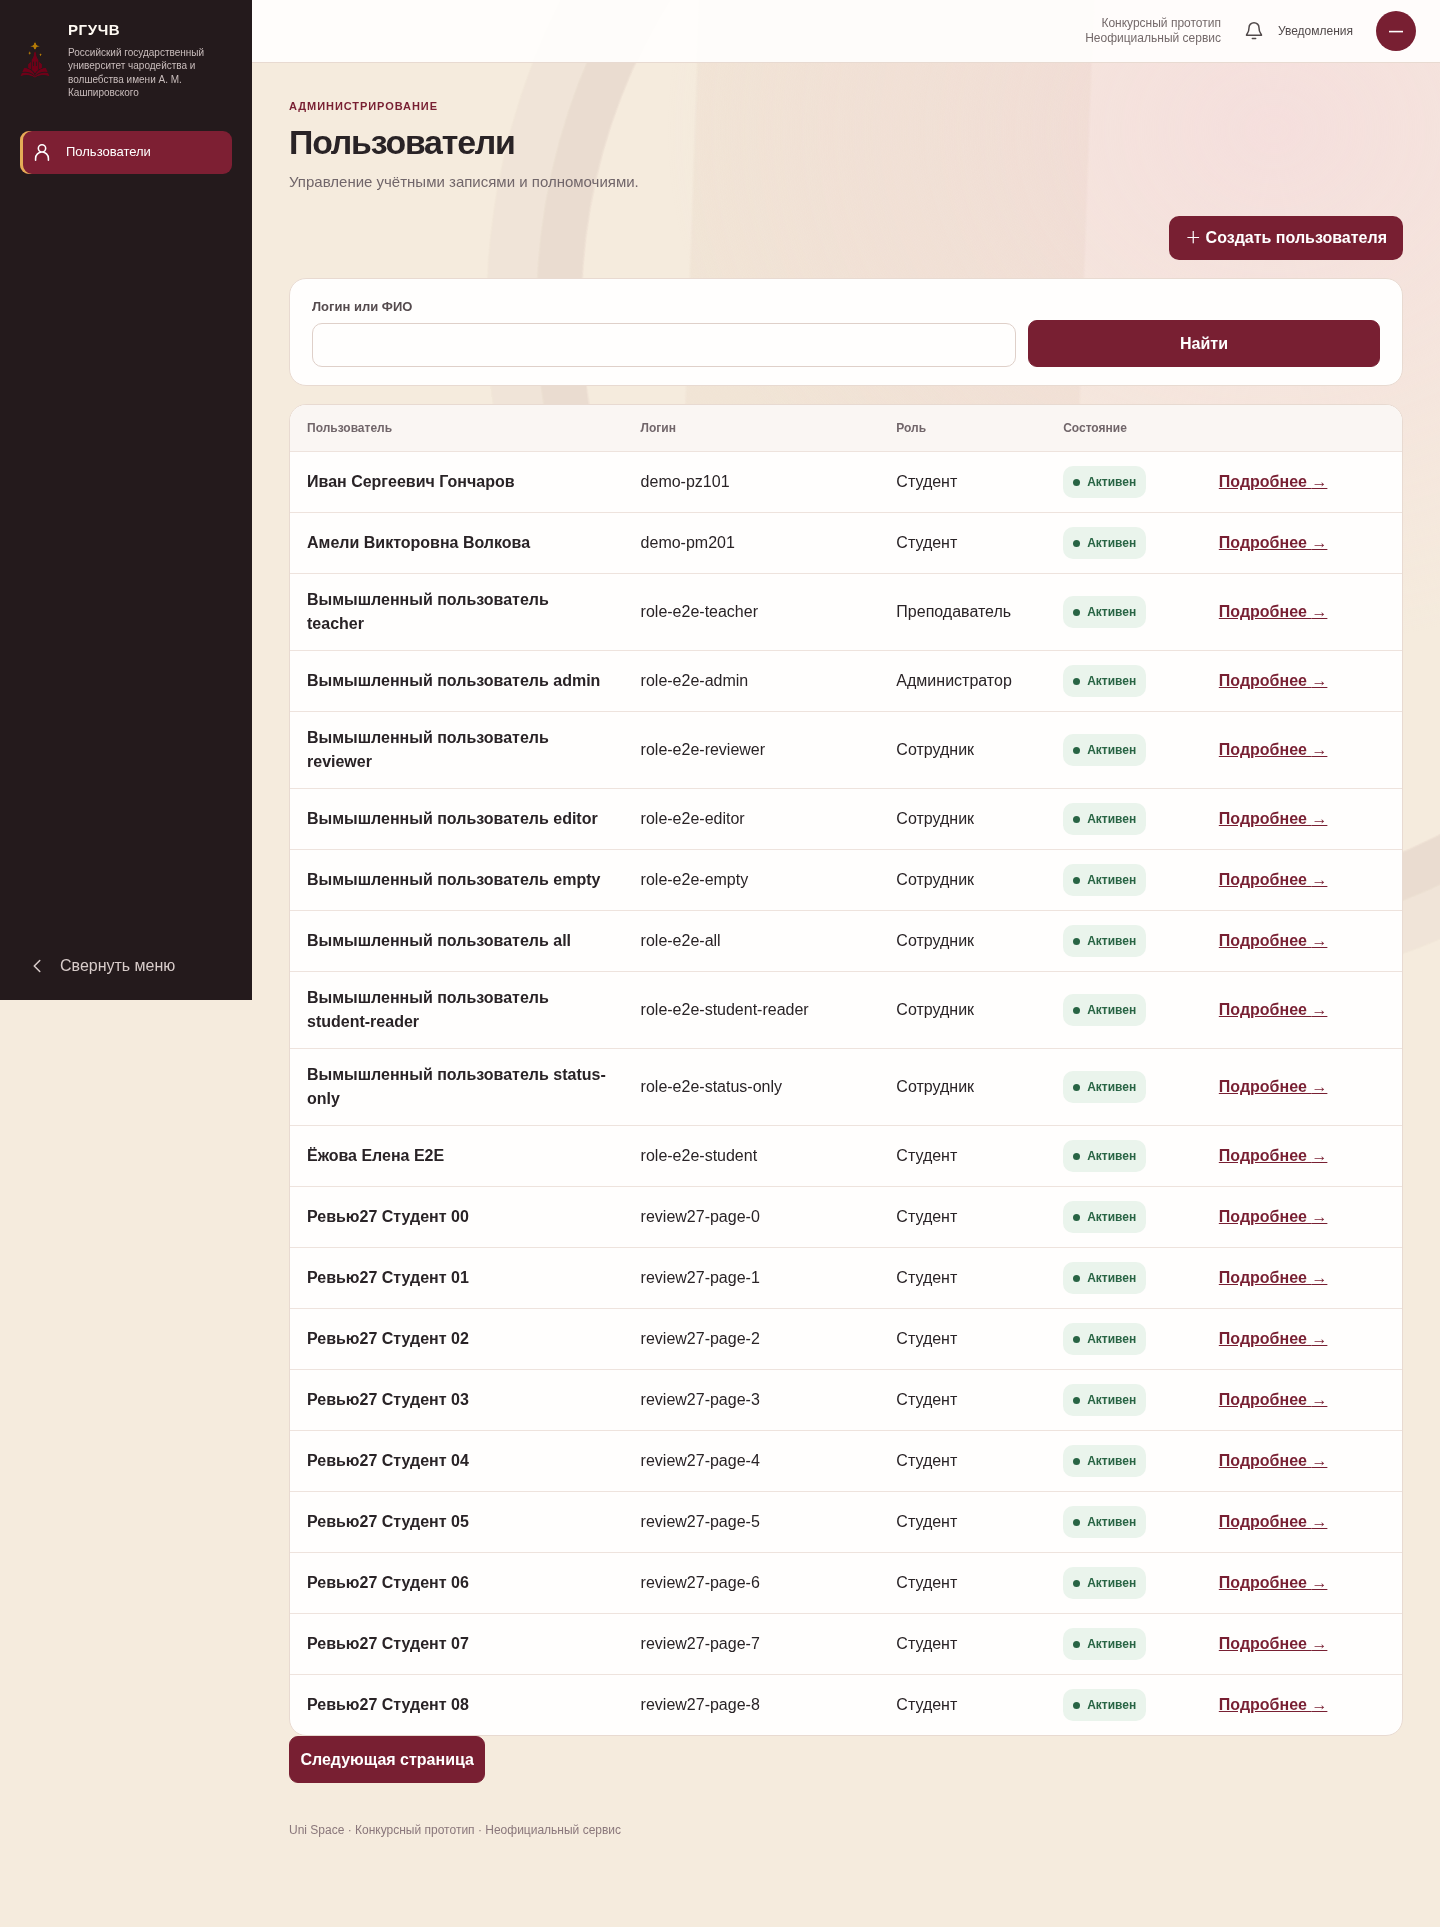 РГУЧВ
Российский государственный
университет чародейства и
волшебства имени А. М.
Кашпировского
Пользователи
Свернуть меню
Конкурсный прототип
Неофициальный сервис
Уведомления
АДМИНИСТРИРОВАНИЕ
Пользователи
Управление учётными записями и полномочиями.
+ Создать пользователя
Логин или ФИО
Найти
Пользователь Логин Роль Состояние
Иван Сергеевич Гончаров demo-pz101 Студент Активен Подробнее →
Амели Викторовна Волкова demo-pm201 Студент Активен Подробнее →
Вымышленный пользователь
teacher role-e2e-teacher Преподаватель Активен Подробнее →
Вымышленный пользователь admin role-e2e-admin Администратор Активен Подробнее →
Вымышленный пользователь
reviewer role-e2e-reviewer Сотрудник Активен Подробнее →
Вымышленный пользователь editor role-e2e-editor Сотрудник Активен Подробнее →
Вымышленный пользователь empty role-e2e-empty Сотрудник Активен Подробнее →
Вымышленный пользователь all role-e2e-all Сотрудник Активен Подробнее →
Вымышленный пользователь
student-reader role-e2e-student-reader Сотрудник Активен Подробнее →
Вымышленный пользователь status-
only role-e2e-status-only Сотрудник Активен Подробнее →
Ёжова Елена E2E role-e2e-student Студент Активен Подробнее →
Ревью27 Студент 00 review27-page-0 Студент Активен Подробнее →
Ревью27 Студент 01 review27-page-1 Студент Активен Подробнее →
Ревью27 Студент 02 review27-page-2 Студент Активен Подробнее →
Ревью27 Студент 03 review27-page-3 Студент Активен Подробнее →
Ревью27 Студент 04 review27-page-4 Студент Активен Подробнее →
Ревью27 Студент 05 review27-page-5 Студент Активен Подробнее →
Ревью27 Студент 06 review27-page-6 Студент Активен Подробнее →
Ревью27 Студент 07 review27-page-7 Студент Активен Подробнее →
Ревью27 Студент 08 review27-page-8 Студент Активен Подробнее →
Следующая страница
Uni Space · Конкурсный прототип · Неофициальный сервис